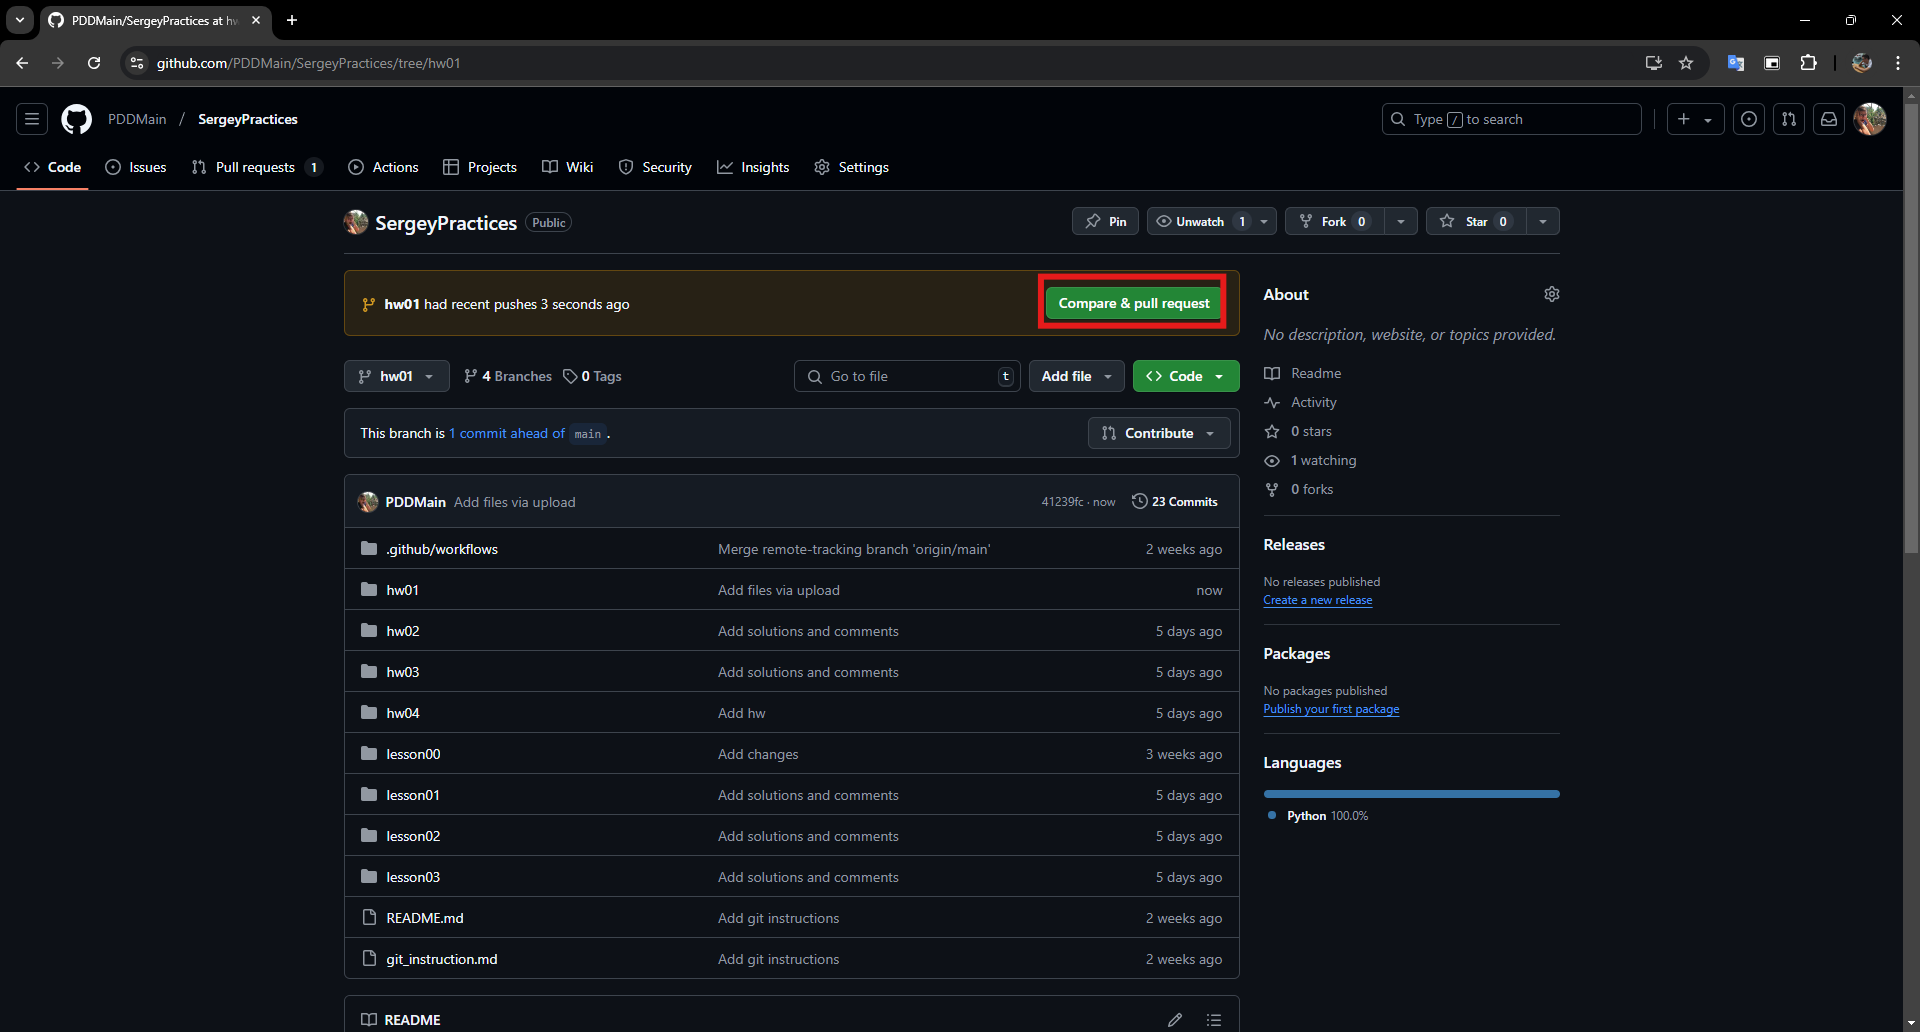 PDDMain/SergeyPractices at hw
github.com/PDDMain/SergeyPractices/tree/hw01
PDDMain / SergeyPractices
Type / to search
Code
Issues
Pull requests 1
Actions
Projects
Wiki
Security
Insights
Settings
SergeyPractices Public
Pin
Unwatch 1
Fork 0
Star 0
hw01 had recent pushes 3 seconds ago
Compare & pull request
hw01
4 Branches
0 Tags
Go to file t
Add file
Code
This branch is 1 commit ahead of main .
Contribute
PDDMain Add files via upload 41239fc · now 23 Commits
.github/workflows Merge remote-tracking branch 'origin/main' 2 weeks ago
hw01 Add files via upload now
hw02 Add solutions and comments 5 days ago
hw03 Add solutions and comments 5 days ago
hw04 Add hw 5 days ago
lesson00 Add changes 3 weeks ago
lesson01 Add solutions and comments 5 days ago
lesson02 Add solutions and comments 5 days ago
lesson03 Add solutions and comments 5 days ago
README.md Add git instructions 2 weeks ago
git_instruction.md Add git instructions 2 weeks ago
README
About
No description, website, or topics provided.
Readme
Activity
0 stars
1 watching
0 forks
Releases
No releases published
Create a new release
Packages
No packages published
Publish your first package
Languages
Python 100.0%